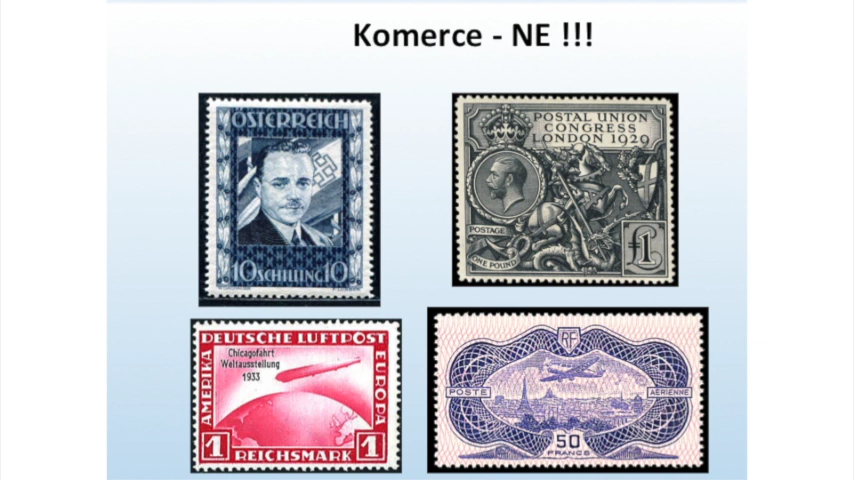 Komerce - NE !!!
ÖSTERREICH
10 SCHILLING 10
POSTAL UNION
CONGRESS
LONDON 1929
POSTAGE
ONE POUND
£1
DEUTSCHE LUFTPOST
Chicagofahrt
Weltausstellung
1933
AMERIKA
EUROPA
1 REICHSMARK 1
RF
POSTE
AÉRIENNE
50
FRANCS